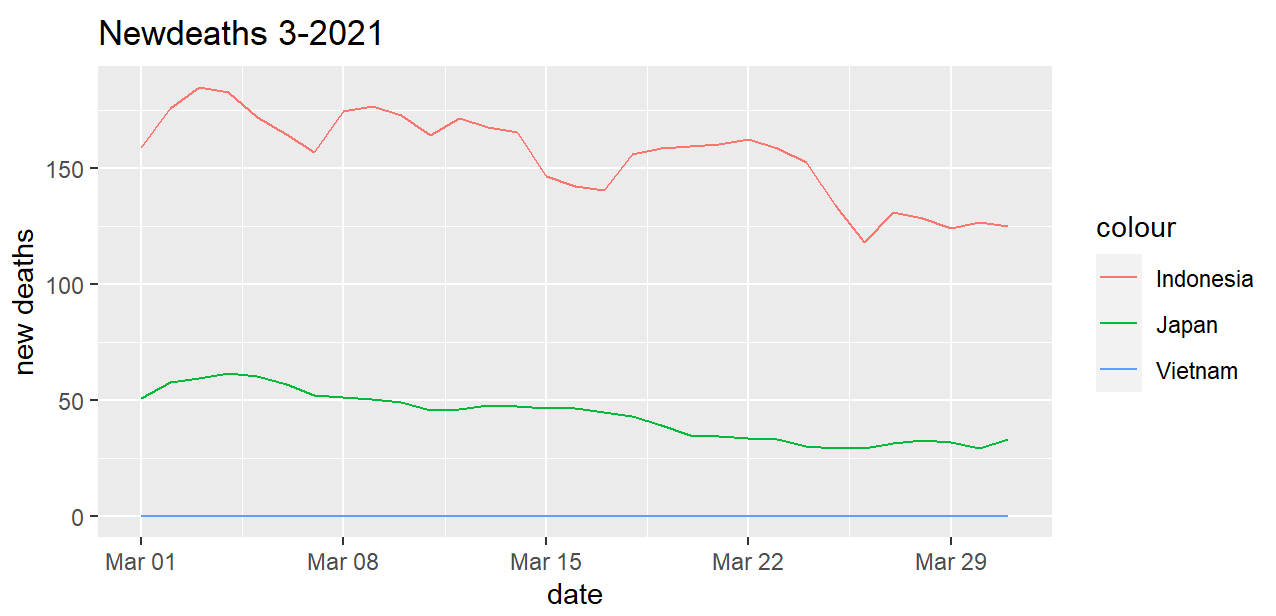 Newdeaths 3-2021
new deaths
150
100
50
0
Mar 01 Mar 08 Mar 15 Mar 22 Mar 29
date
colour
Indonesia
Japan
Vietnam